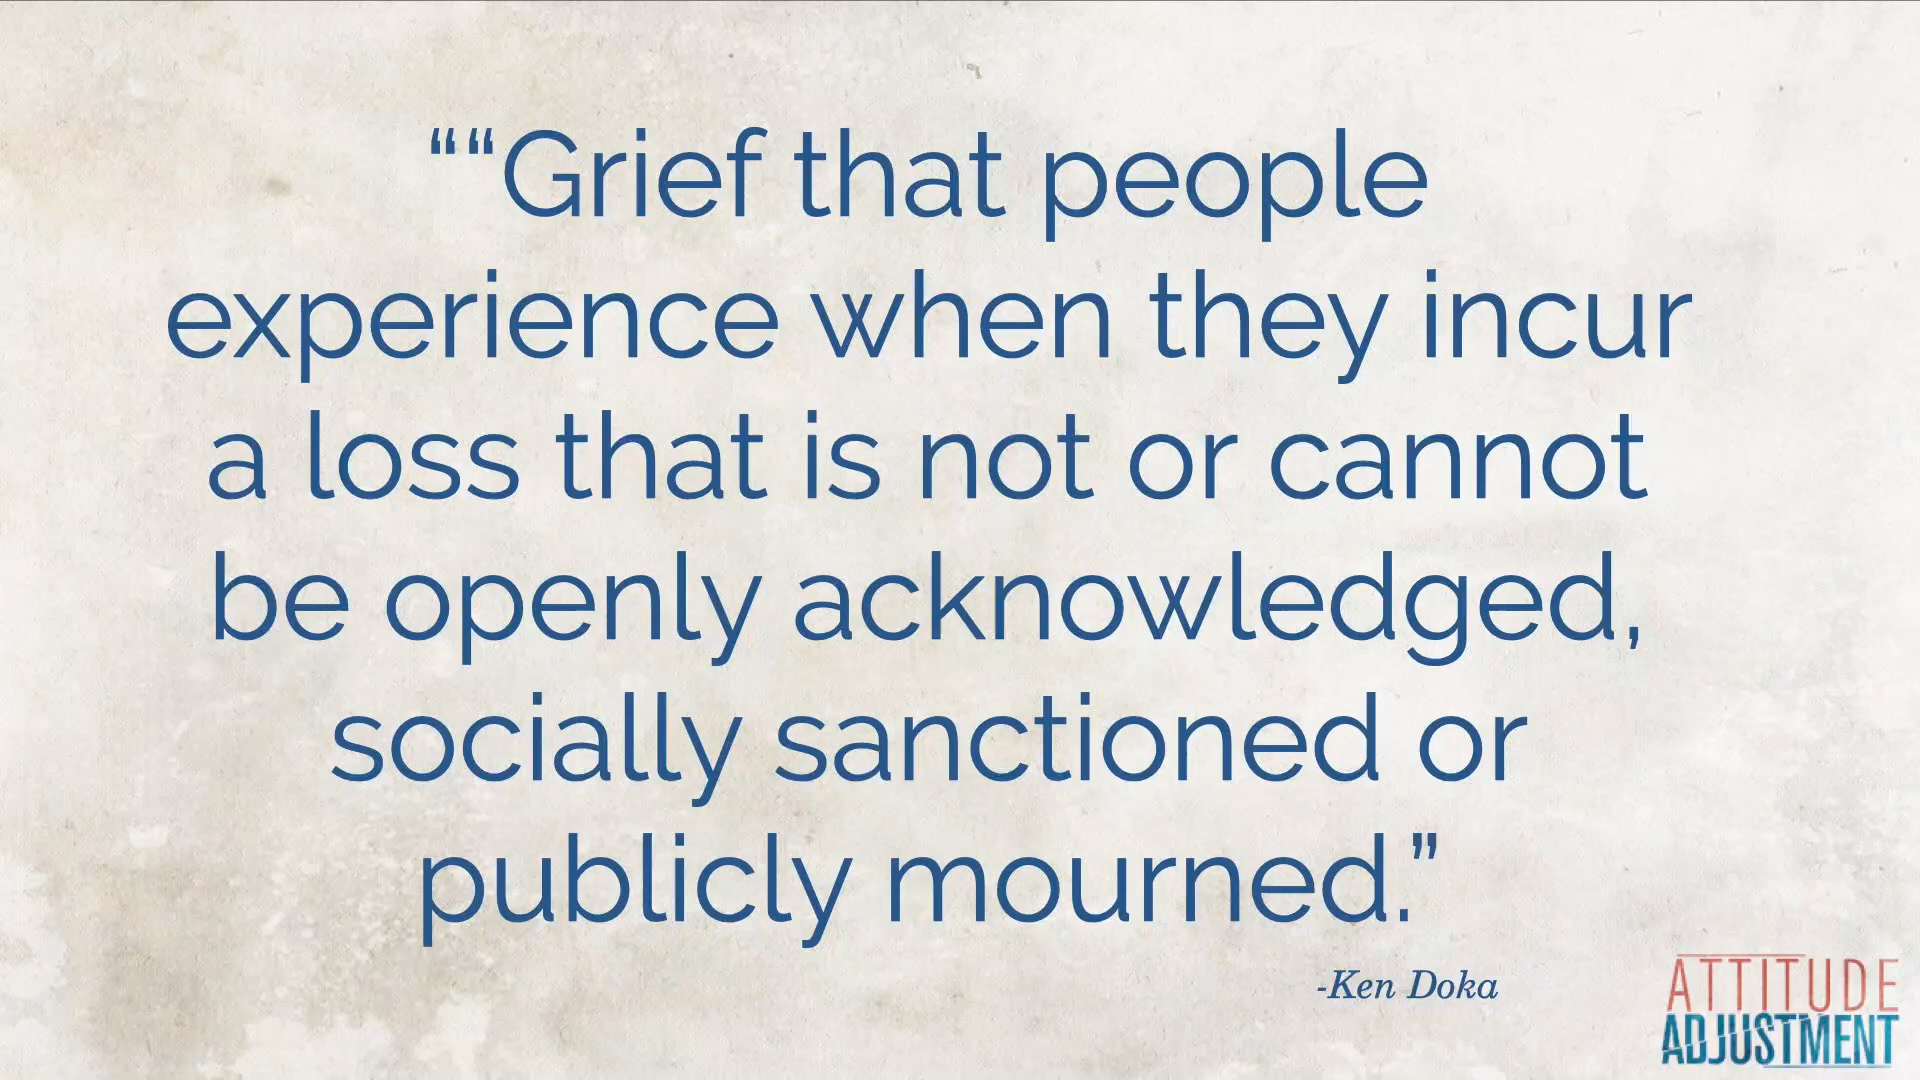 ““Grief that people
experience when they incur
a loss that is not or cannot
be openly acknowledged,
socially sanctioned or
publicly mourned.”
-Ken Doka
ATTITUDE
ADJUSTMENT